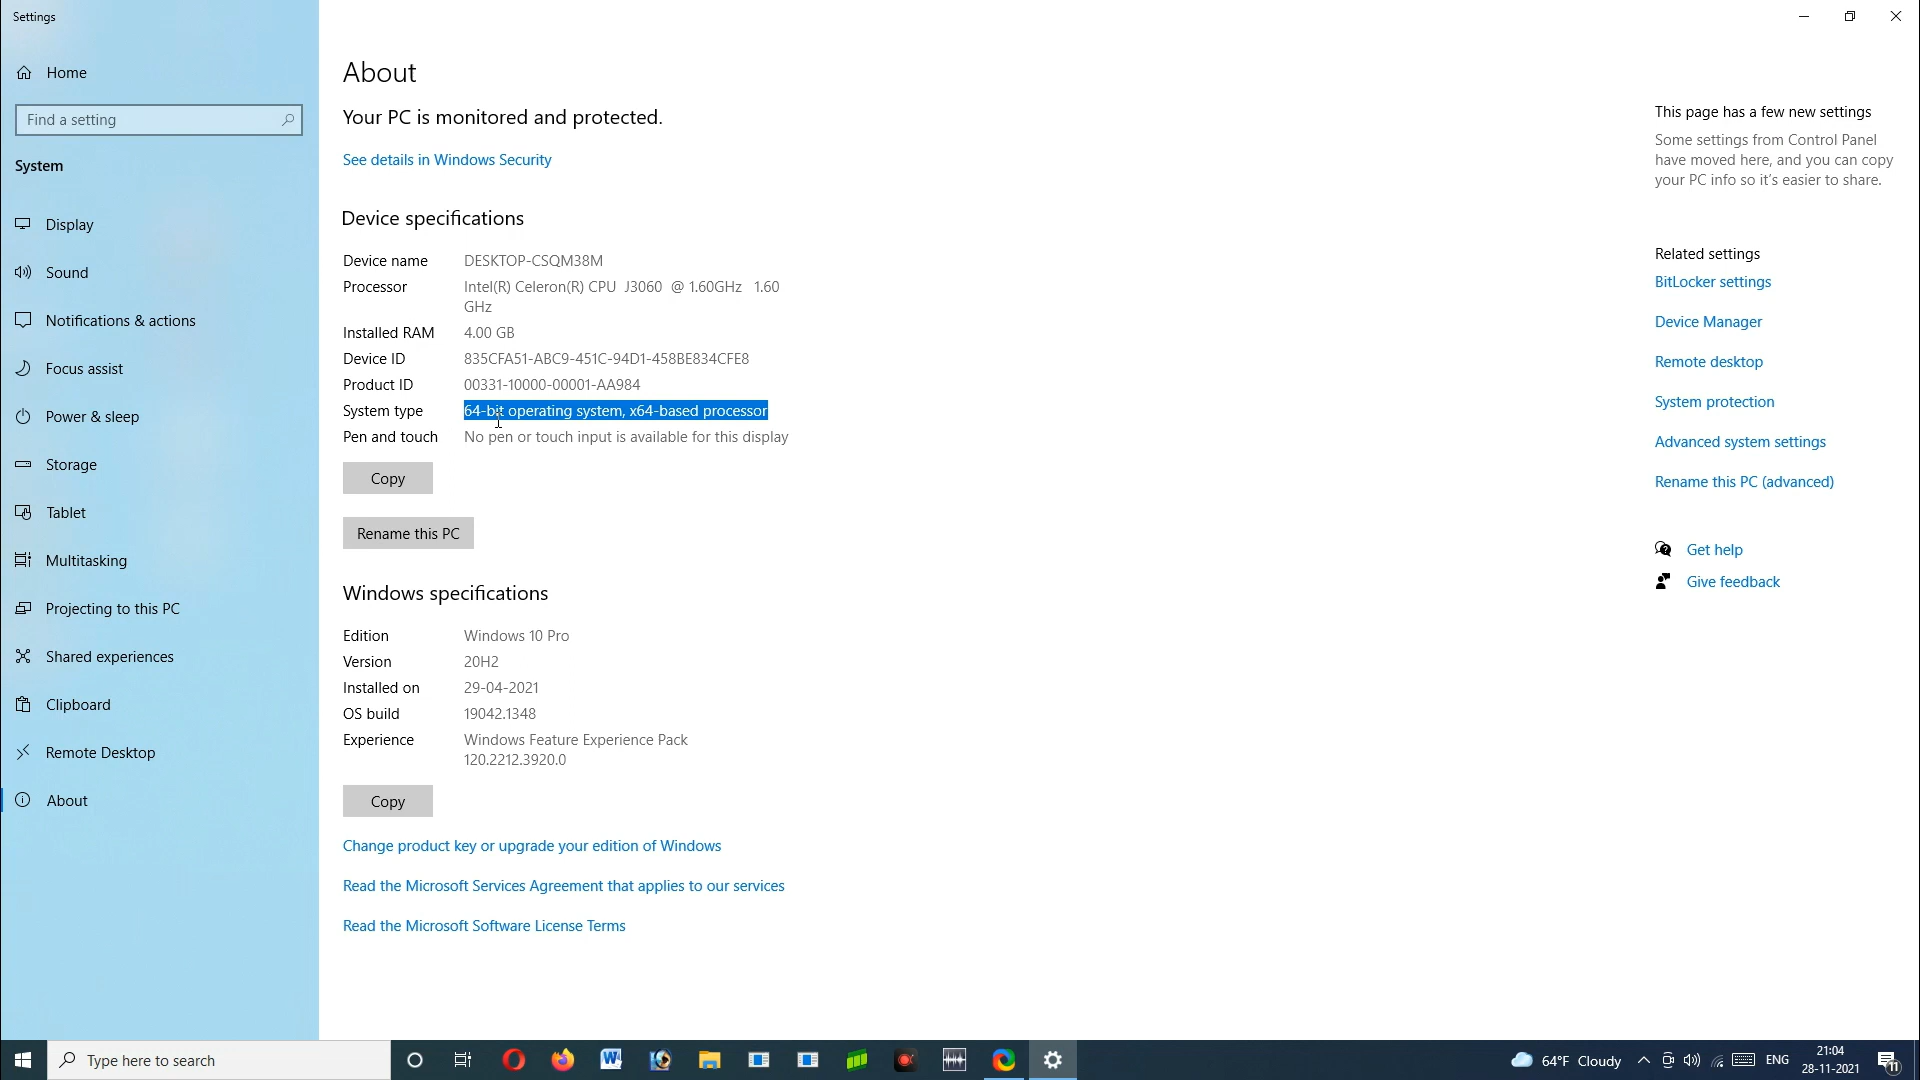 Settings
Home
Find a setting
System
Display
Sound
Notifications & actions
Focus assist
Power & sleep
Storage
Tablet
Multitasking
Projecting to this PC
Shared experiences
Clipboard
Remote Desktop
About
About
Your PC is monitored and protected.
See details in Windows Security
Device specifications
Device name DESKTOP-CSQM38M
Processor Intel(R) Celeron(R) CPU J3060 @ 1.60GHz 1.60
GHz
Installed RAM 4.00 GB
Device ID 835CFA51-ABC9-451C-94D1-458BE834CFE8
Product ID 00331-10000-00001-AA984
System type 64-bit operating system, x64-based processor
Pen and touch No pen or touch input is available for this display
Copy
Rename this PC
Windows specifications
Edition Windows 10 Pro
Version 20H2
Installed on 29-04-2021
OS build 19042.1348
Experience Windows Feature Experience Pack
120.2212.3920.0
Copy
Change product key or upgrade your edition of Windows
Read the Microsoft Services Agreement that applies to our services
Read the Microsoft Software License Terms
This page has a few new settings
Some settings from Control Panel
have moved here, and you can copy
your PC info so it's easier to share.
Related settings
BitLocker settings
Device Manager
Remote desktop
System protection
Advanced system settings
Rename this PC (advanced)
Get help
Give feedback
Type here to search
64°F Cloudy
ENG
21:04
28-11-2021
11